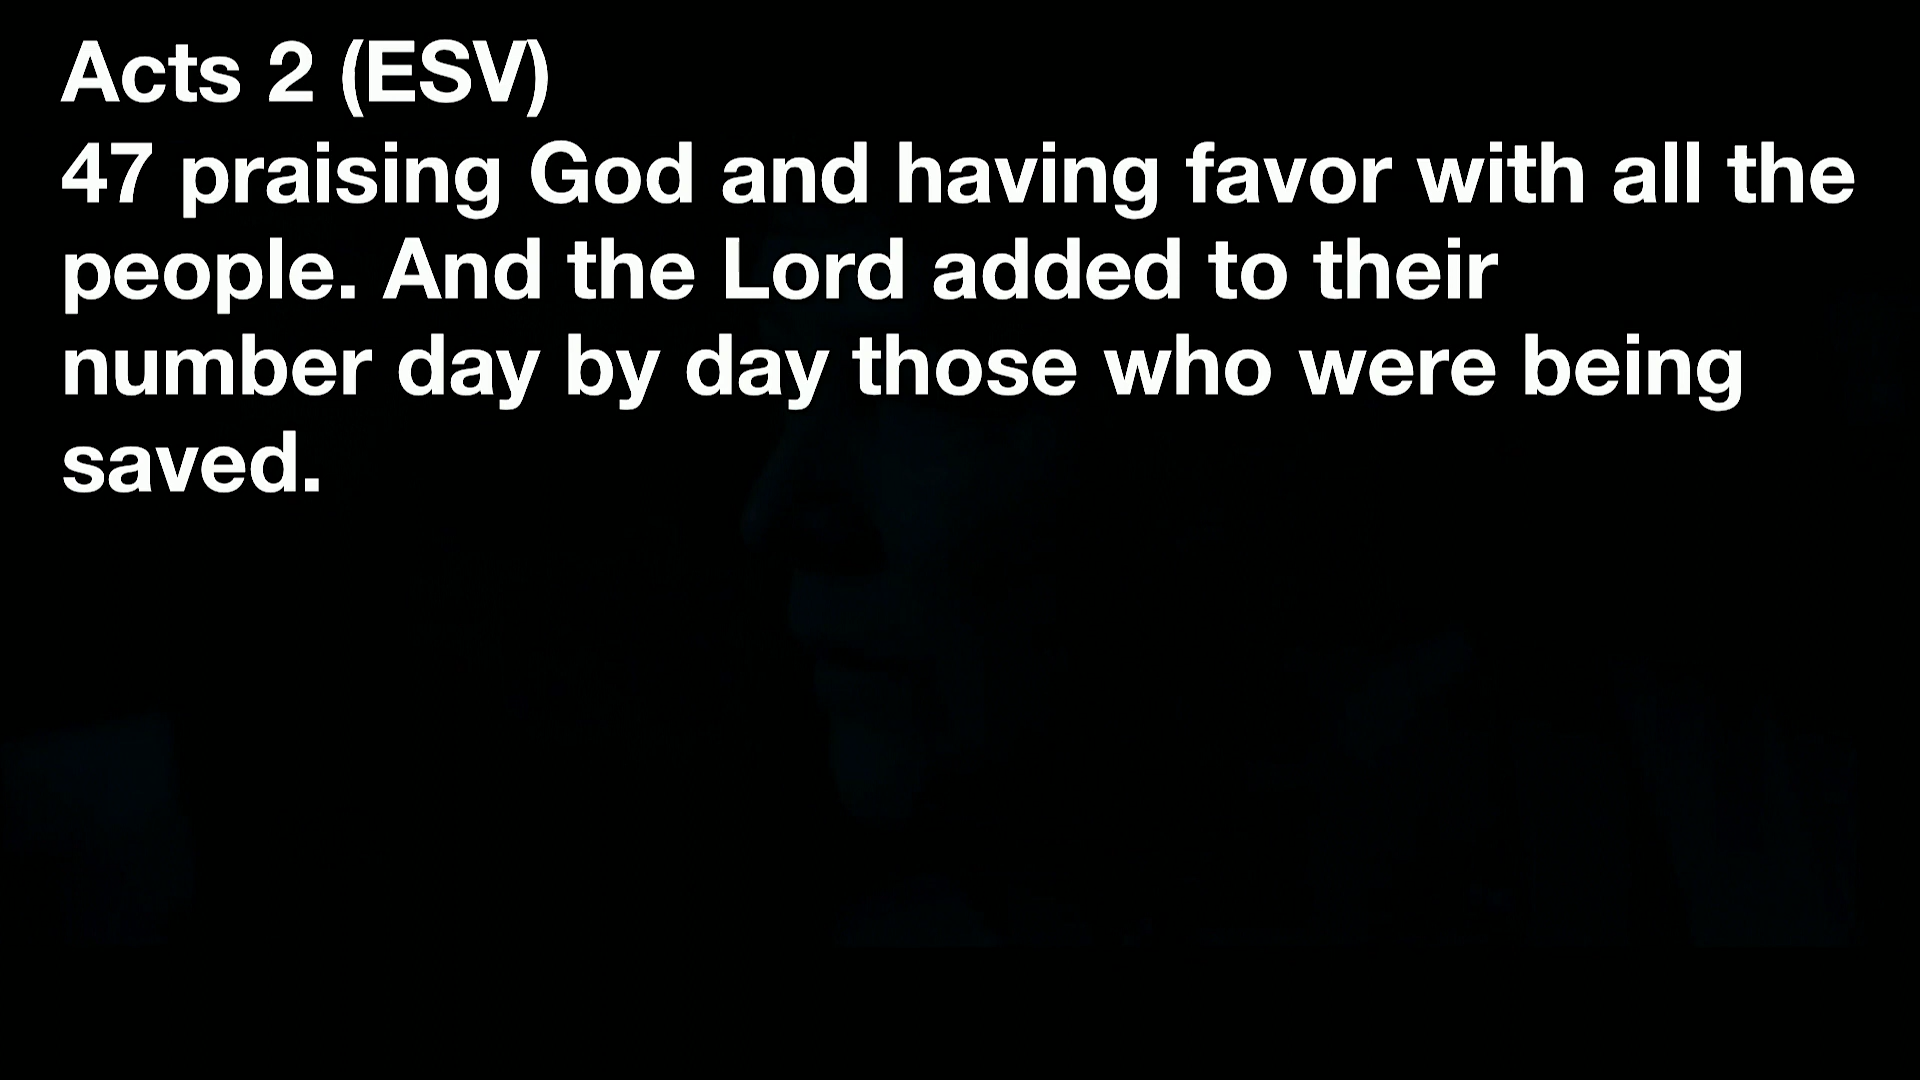 Acts 2 (ESV)
47 praising God and having favor with all the
people. And the Lord added to their
number day by day those who were being
saved.